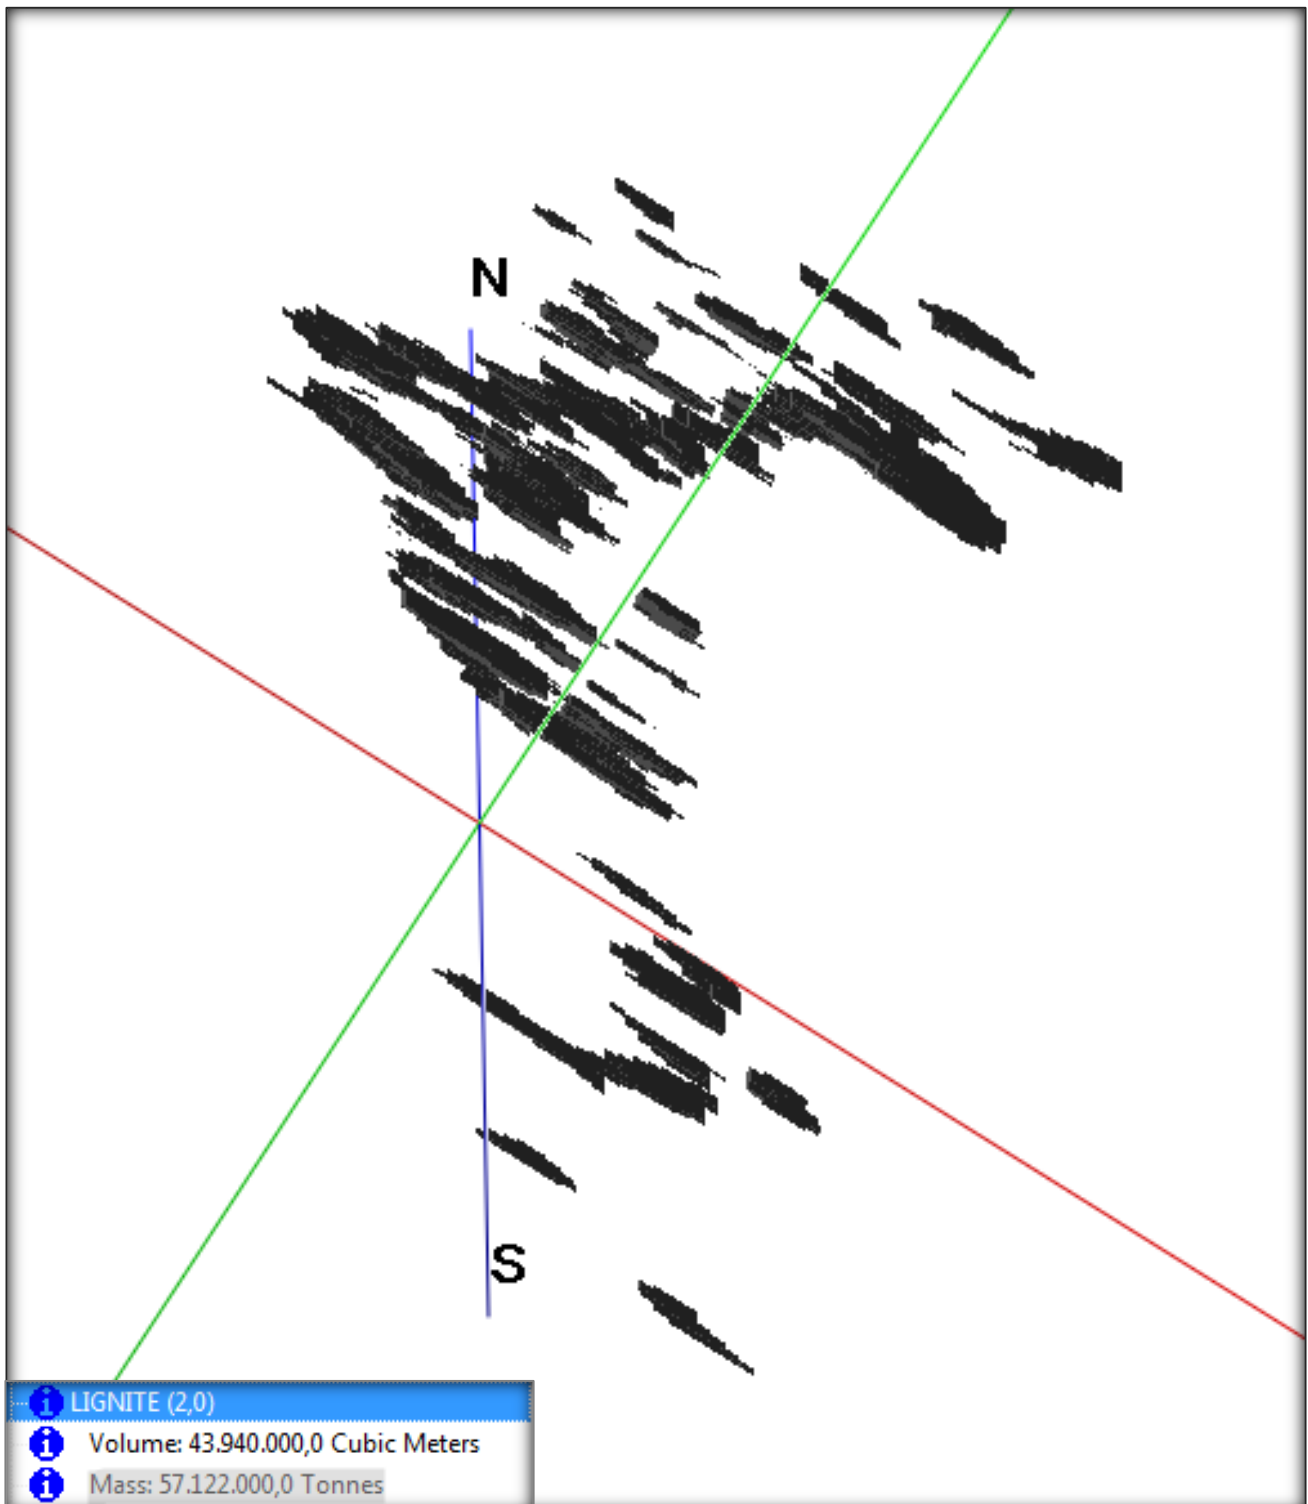 N
S
LIGNITE (2,0)
Volume: 43.940.000,0 Cubic Meters
Mass: 57.122.000,0 Tonnes